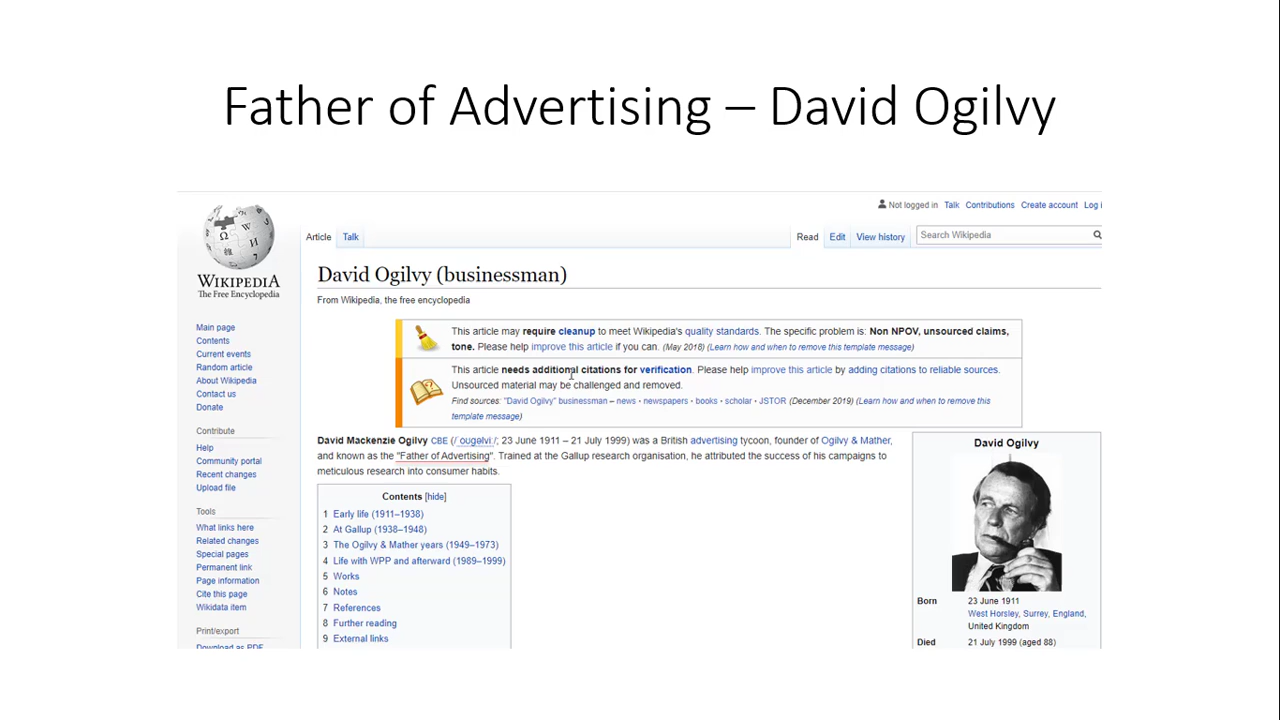 Father of Advertising – David Ogilvy
Not logged in Talk Contributions Create account Log i
Article Talk Read Edit View history Search Wikipedia
WIKIPEDIA
The Free Encyclopedia
David Ogilvy (businessman)
From Wikipedia, the free encyclopedia
Main page
Contents
Current events
Random article
About Wikipedia
Contact us
Donate
Contribute
Help
Community portal
Recent changes
Upload file
Tools
What links here
Related changes
Special pages
Permanent link
Page information
Cite this page
Wikidata item
Print/export
Download as PDF
This article may require cleanup to meet Wikipedia's quality standards. The specific problem is: Non NPOV, unsourced claims,
tone. Please help improve this article if you can. (May 2018) (Learn how and when to remove this template message)
This article needs additional citations for verification. Please help improve this article by adding citations to reliable sources.
Unsourced material may be challenged and removed.
Find sources: "David Ogilvy" businessman – news · newspapers · books · scholar · JSTOR (December 2019) (Learn how and when to remove this
template message)
David Mackenzie Ogilvy CBE (/ˈoʊɡəlvi/; 23 June 1911 – 21 July 1999) was a British advertising tycoon, founder of Ogilvy & Mather,
and known as the "Father of Advertising". Trained at the Gallup research organisation, he attributed the success of his campaigns to
meticulous research into consumer habits.
Contents [hide]
1 Early life (1911–1938)
2 At Gallup (1938–1948)
3 The Ogilvy & Mather years (1949–1973)
4 Life with WPP and afterward (1989–1999)
5 Works
6 Notes
7 References
8 Further reading
9 External links
David Ogilvy
Born 23 June 1911
West Horsley, Surrey, England,
United Kingdom
Died 21 July 1999 (aged 88)